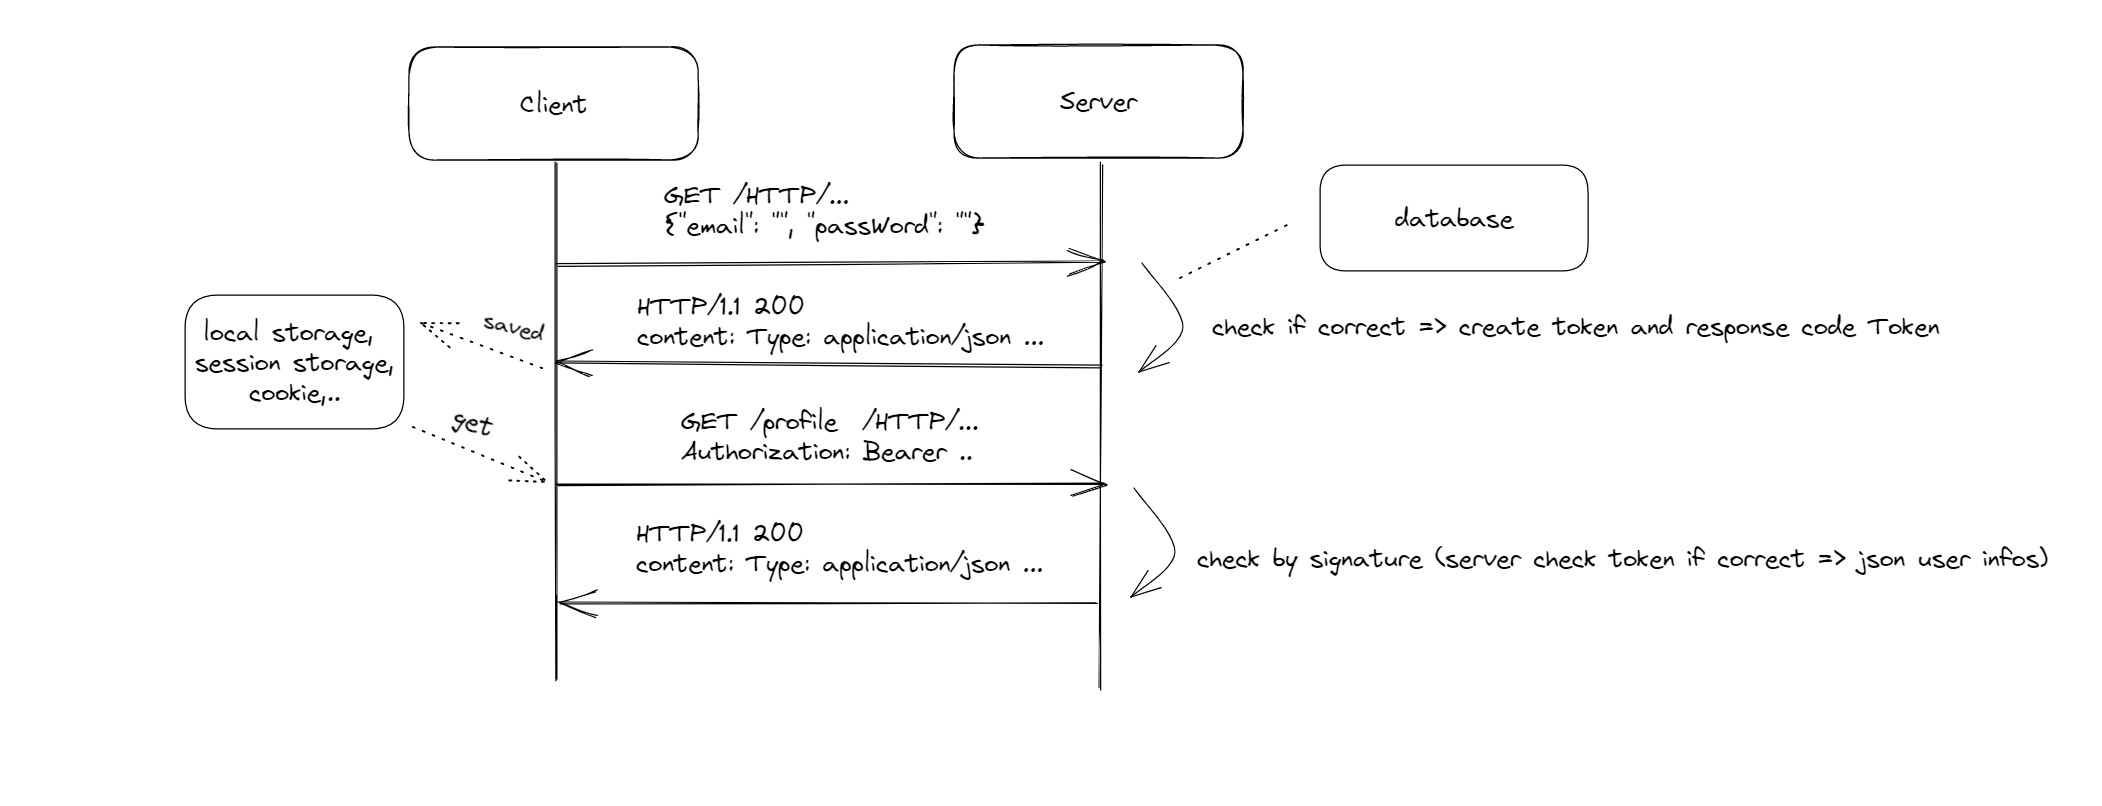 Client
Server
GET /HTTP/...
{"email": "", "password": ""}
database
HTTP/1.1 200
content: Type: application/json ...
saved
local storage,
session storage,
cookie,..
check if correct => create token and response code Token
get
GET /profile /HTTP/...
Authorization: Bearer ..
HTTP/1.1 200
content: Type: application/json ...
check by signature (server check token if correct => json user infos)